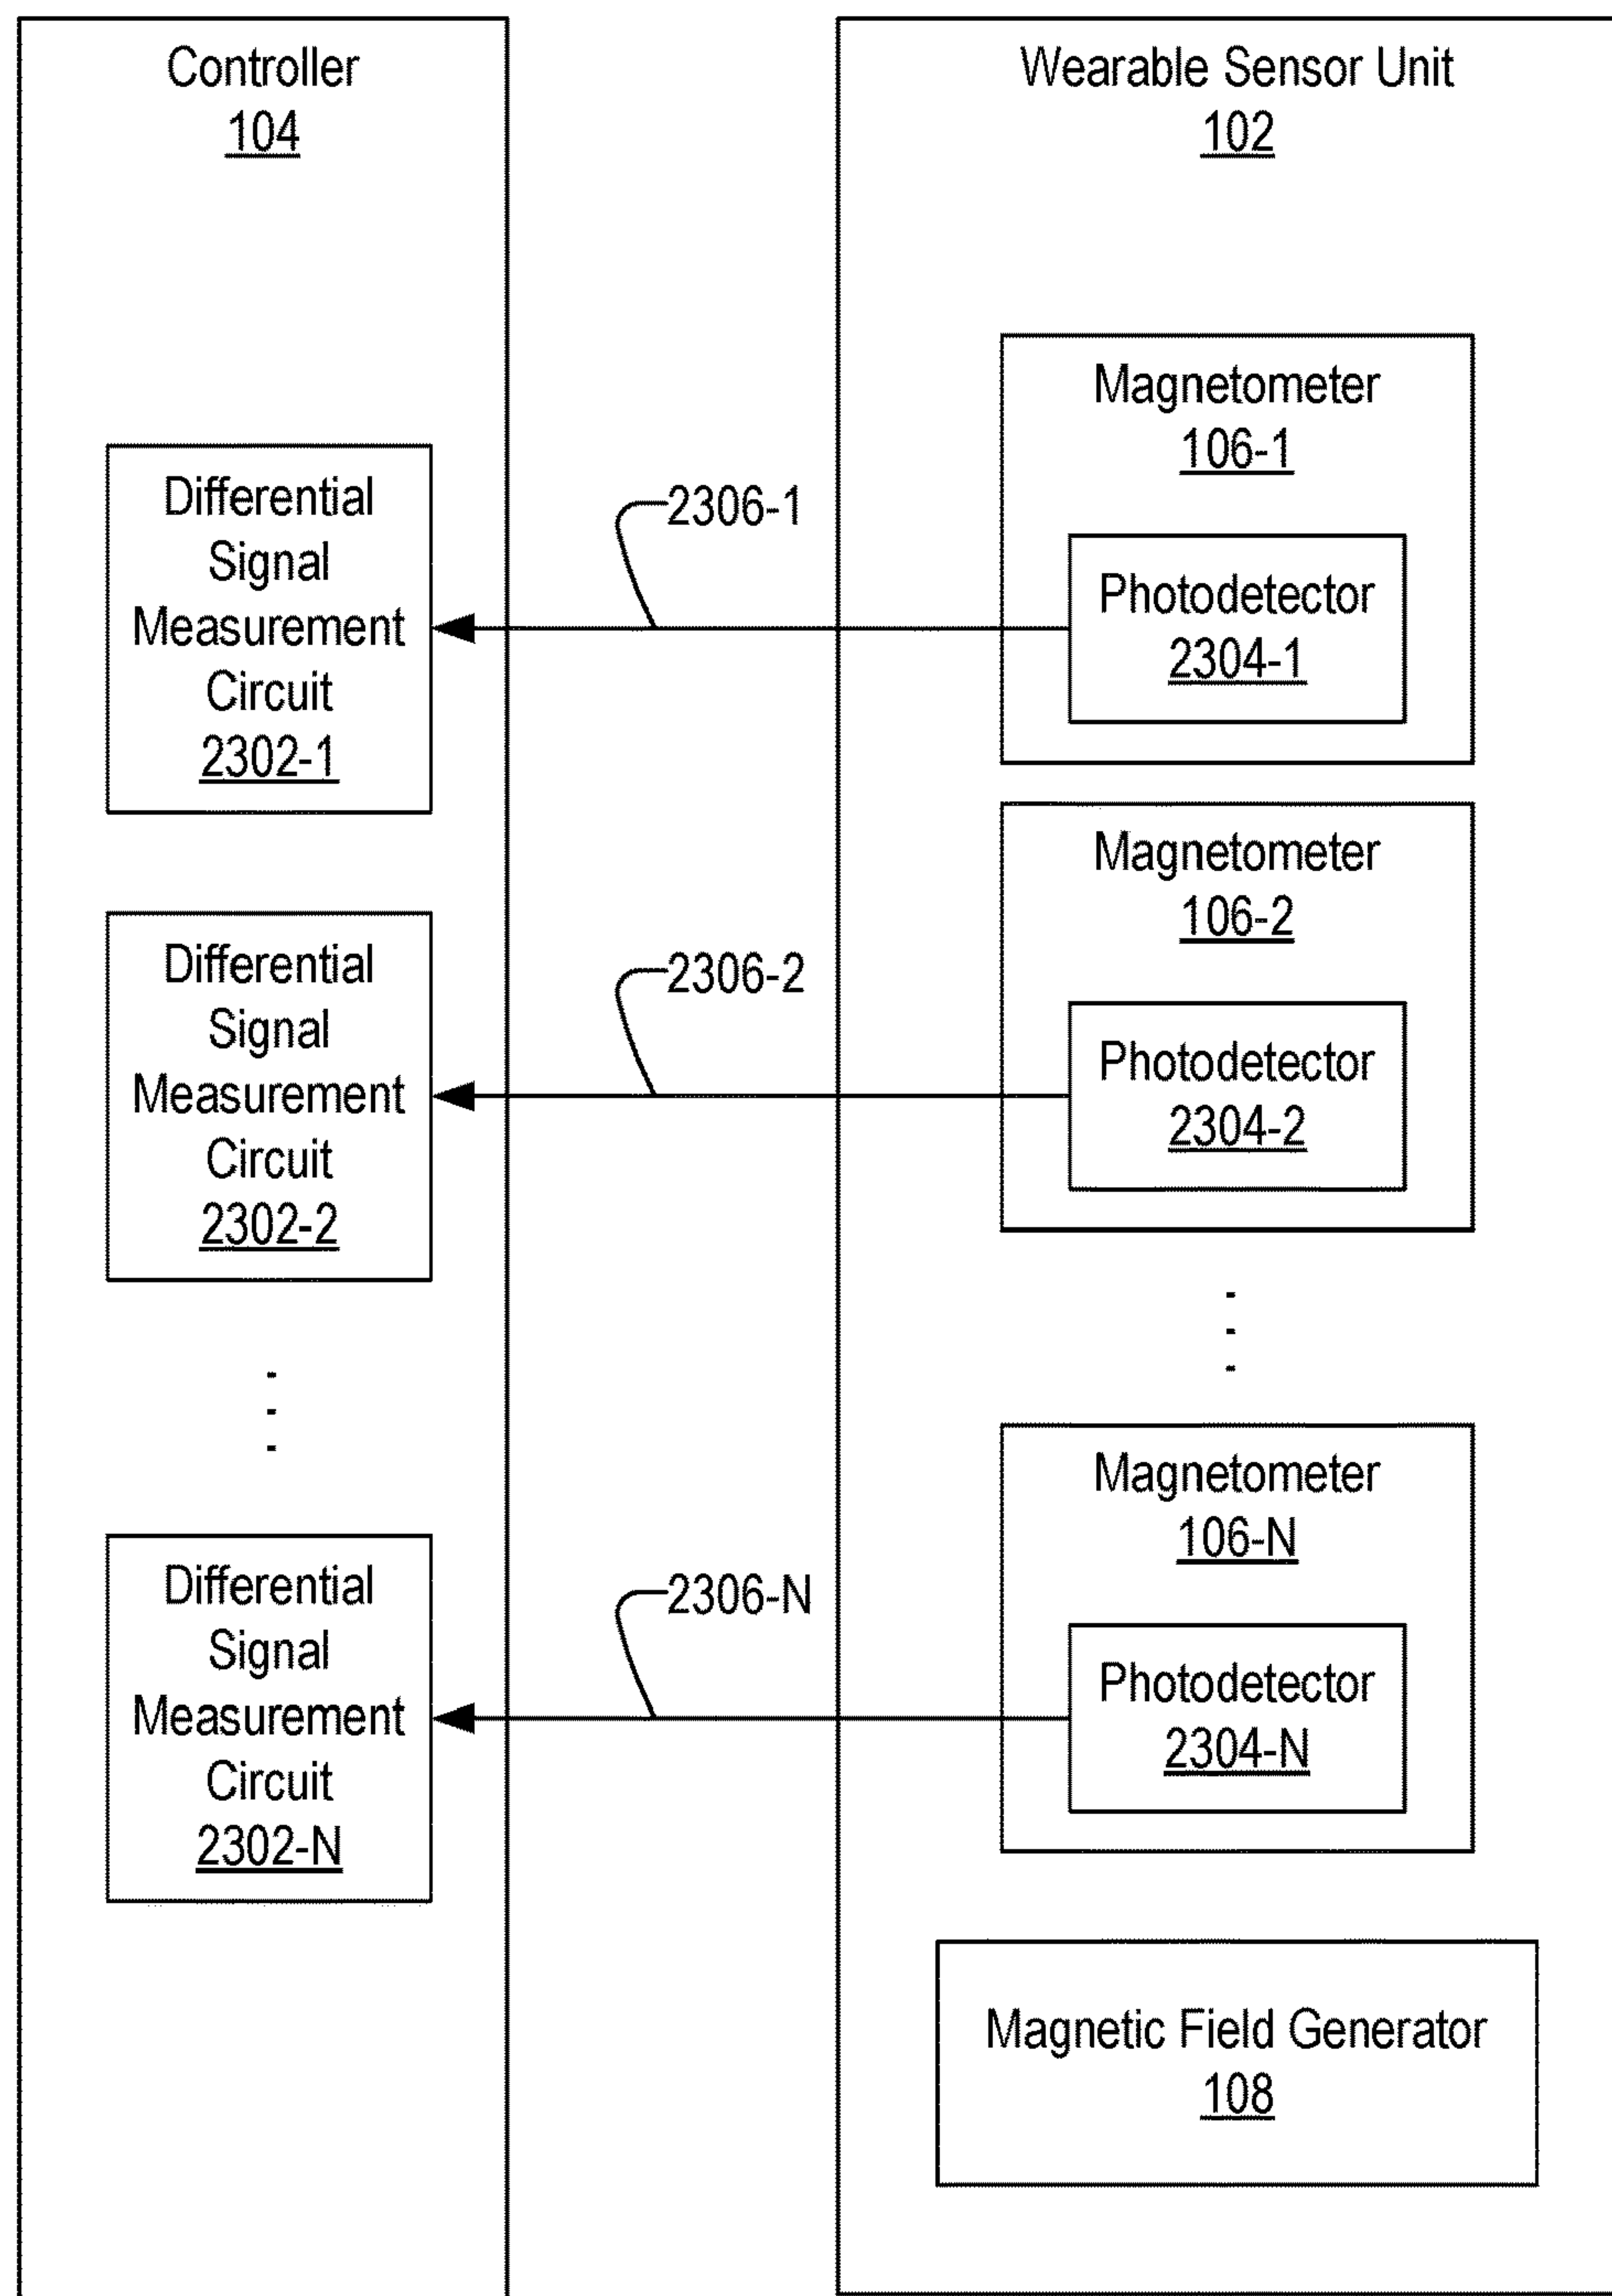 Controller
104
Differential
Signal
Measurement
Circuit
2302-1
Differential
Signal
Measurement
Circuit
2302-2
Differential
Signal
Measurement
Circuit
2302-N
2306-1
2306-2
2306-N
Wearable Sensor Unit
102
Magnetometer
106-1
Photodetector
2304-1
Magnetometer
106-2
Photodetector
2304-2
Magnetometer
106-N
Photodetector
2304-N
Magnetic Field Generator
108